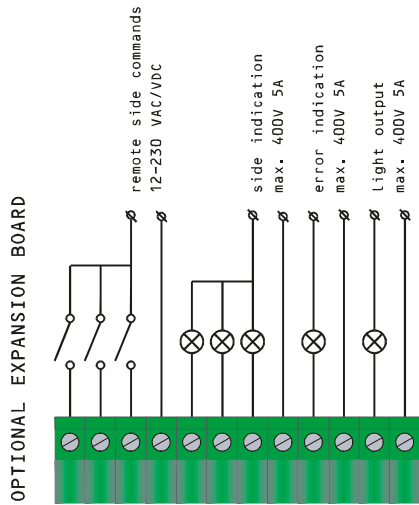 OPTIONAL EXPANSION BOARD
remote side commands
12-230 VAC/VDC
side indication
max. 400V 5A
error indication
max. 400V 5A
light output
max. 400V 5A